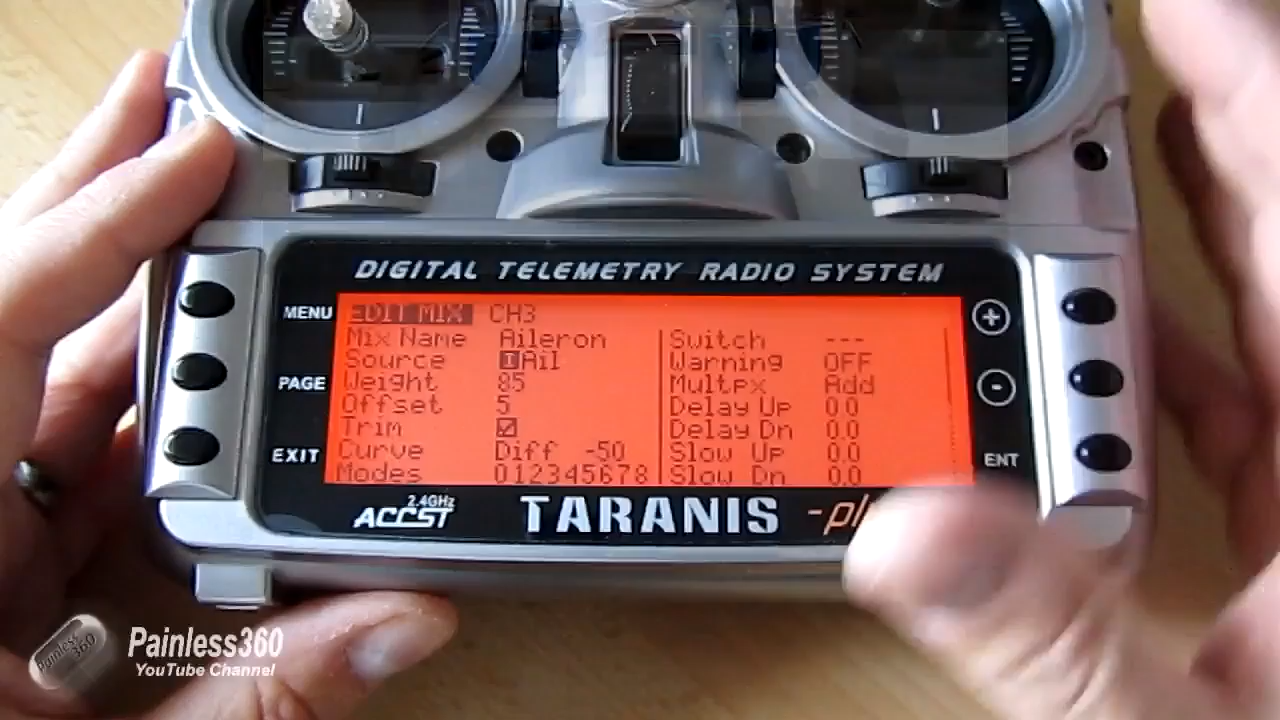 DIGITAL TELEMETRY RADIO SYSTEM
MENU
PAGE
EXIT
EDIT MIX CH3
Mix Name Aileron
Source IAil
Weight 85
Offset 5
Trim
Curve Diff -50
Modes 012345678
Switch ---
Warning OFF
Multpx Add
Delay Up 0.0
Delay Dn 0.0
Slow Up 0.0
Slow Dn 0.0
+
-
ENT
2.4GHz
ACCST
TARANIS
Painless360
YouTube Channel